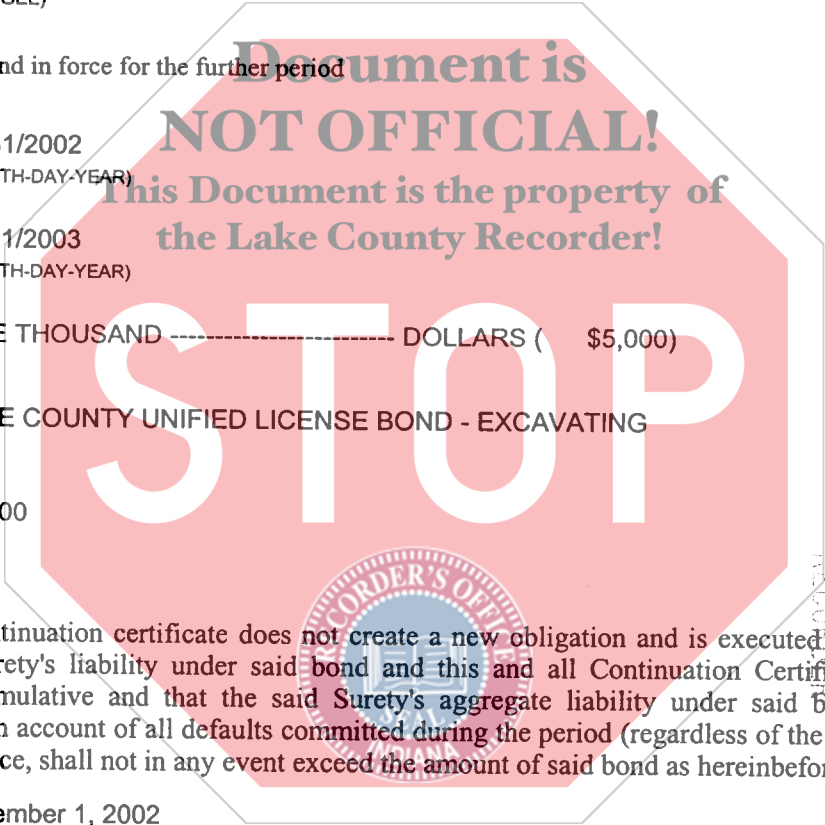 nd in force for the further period
Document is
NOT OFFICIAL!
This Document is the property of
the Lake County Recorder!
1/2002
TH-DAY-YEAR)
1/2003
TH-DAY-YEAR)
STOP
E THOUSAND ------------------------- DOLLARS ( $5,000)
E COUNTY UNIFIED LICENSE BOND - EXCAVATING
00
RECORDER'S OFFICE
SEAL
INDIANA
tinuation certificate does not create a new obligation and is executed
rety's liability under said bond and this and all Continuation Certif
mulative and that the said Surety's aggregate liability under said b
n account of all defaults committed during the period (regardless of the
ce, shall not in any event exceed the amount of said bond as hereinbefor
ember 1, 2002